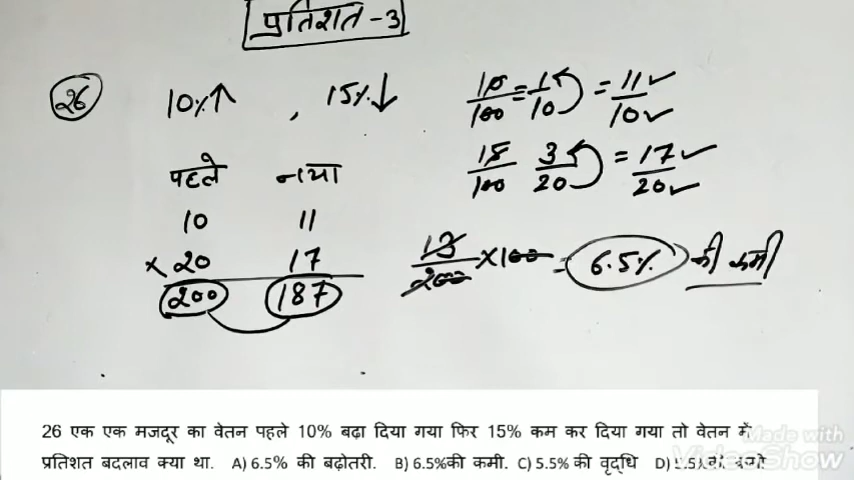 प्रतिशत-3
26 10%↑ , 15%↓ 10/100 = 1/10 = 11/10
15/100 3/20 = 17/20
पहले नया
10 11
× 20 17
200 187
13/200 × 100 = 6.5% की कमी
26 एक एक मजदूर का वेतन पहले 10% बढ़ा दिया गया फिर 15% कम कर दिया गया तो वेतन में
प्रतिशत बदलाव क्या था. A) 6.5% की बढ़ोतरी. B) 6.5%की कमी. C) 5.5% की वृद्धि D)
Made with
VideoShow